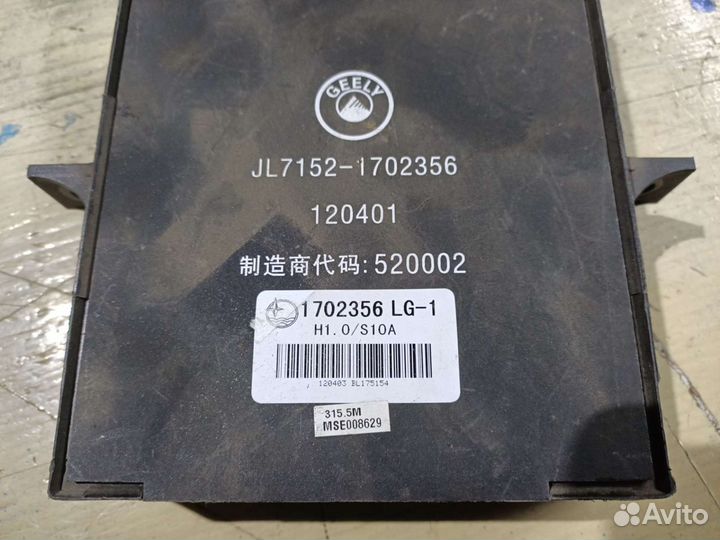 GEELY
JL7152-1702356
120401
制造商代码:520002
1702356 LG-1
H1.0/S10A
120403 BL175154
315.5M
MSE008629
Avito